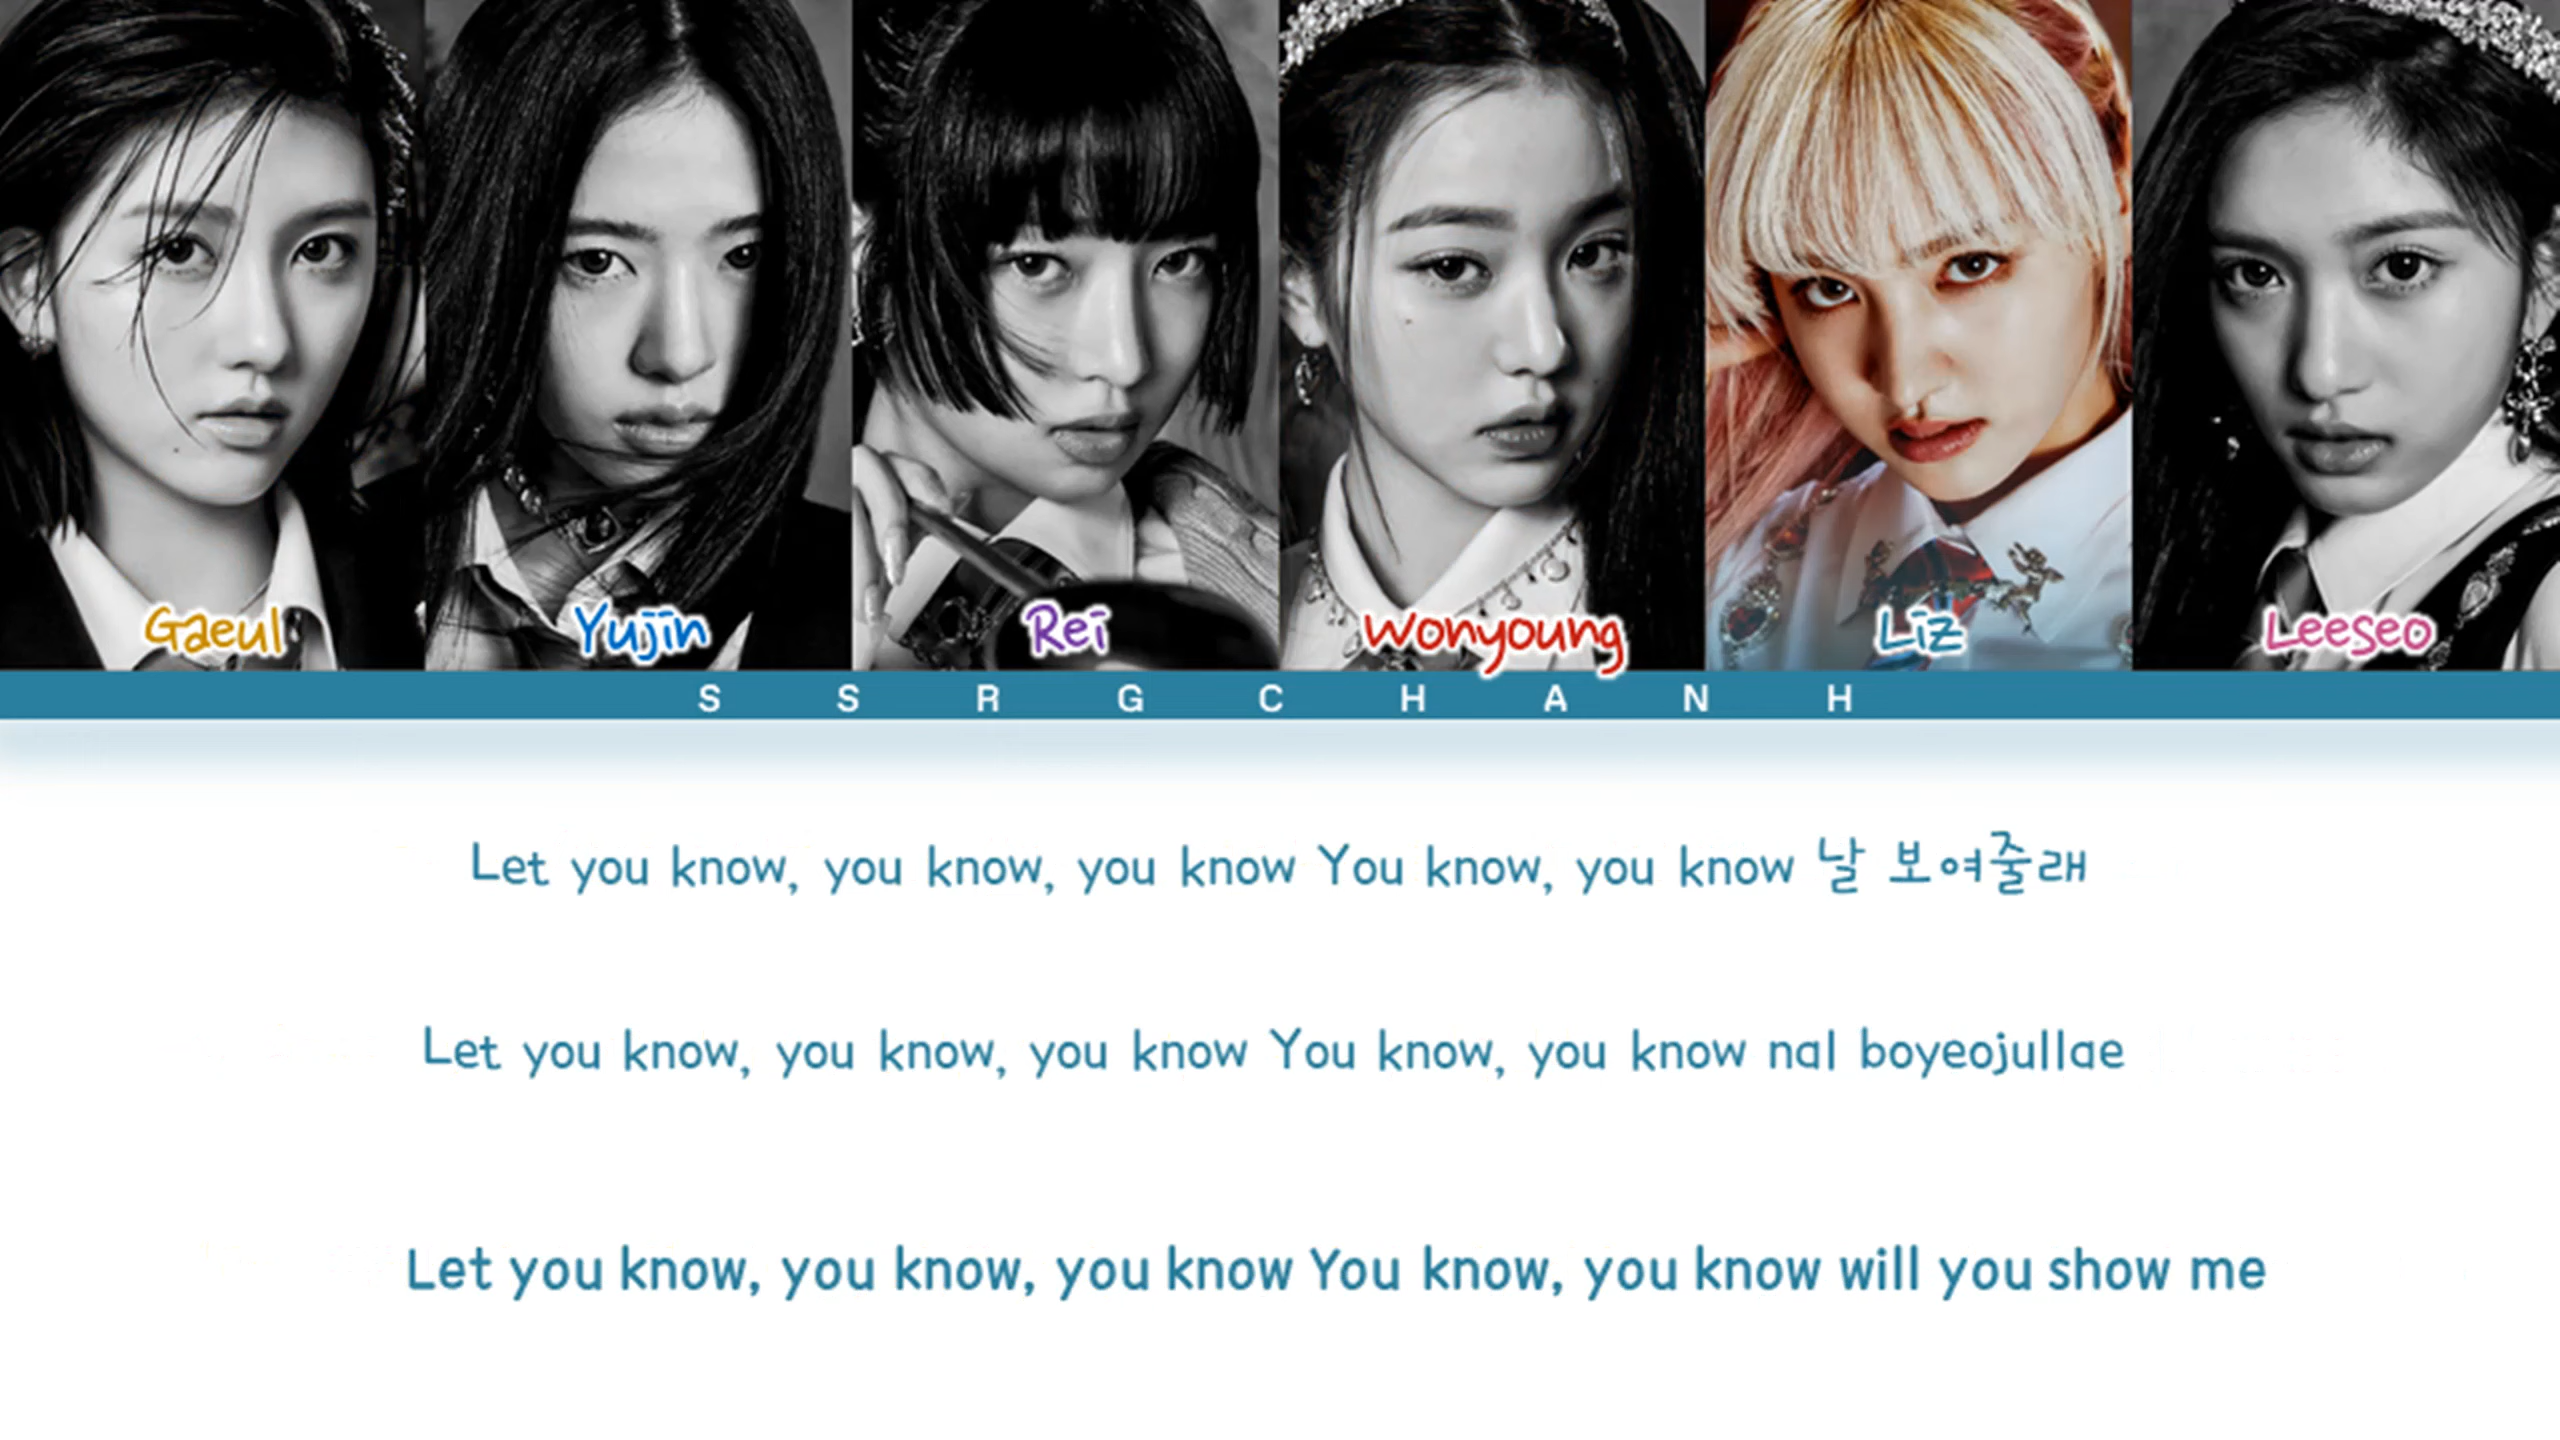 Gaeul Yujin Rei Wonyoung Liz Leeseo
SSRGCHANH
Let you know, you know, you know You know, you know 날 보여줄래
Let you know, you know, you know You know, you know nal boyeojullae
Let you know, you know, you know You know, you know will you show me